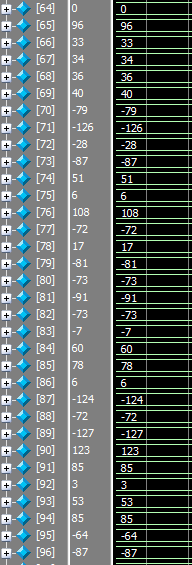 [64] 0 0
[65] 96 96
[66] 33 33
[67] 34 34
[68] 36 36
[69] 40 40
[70] -79 -79
[71] -126 -126
[72] -28 -28
[73] -87 -87
[74] 51 51
[75] 6 6
[76] 108 108
[77] -72 -72
[78] 17 17
[79] -81 -81
[80] -73 -73
[81] -91 -91
[82] -73 -73
[83] -7 -7
[84] 60 60
[85] 78 78
[86] 6 6
[87] -124 -124
[88] -72 -72
[89] -127 -127
[90] 123 123
[91] 85 85
[92] 3 3
[93] 53 53
[94] 85 85
[95] -64 -64
[96] -87 -87